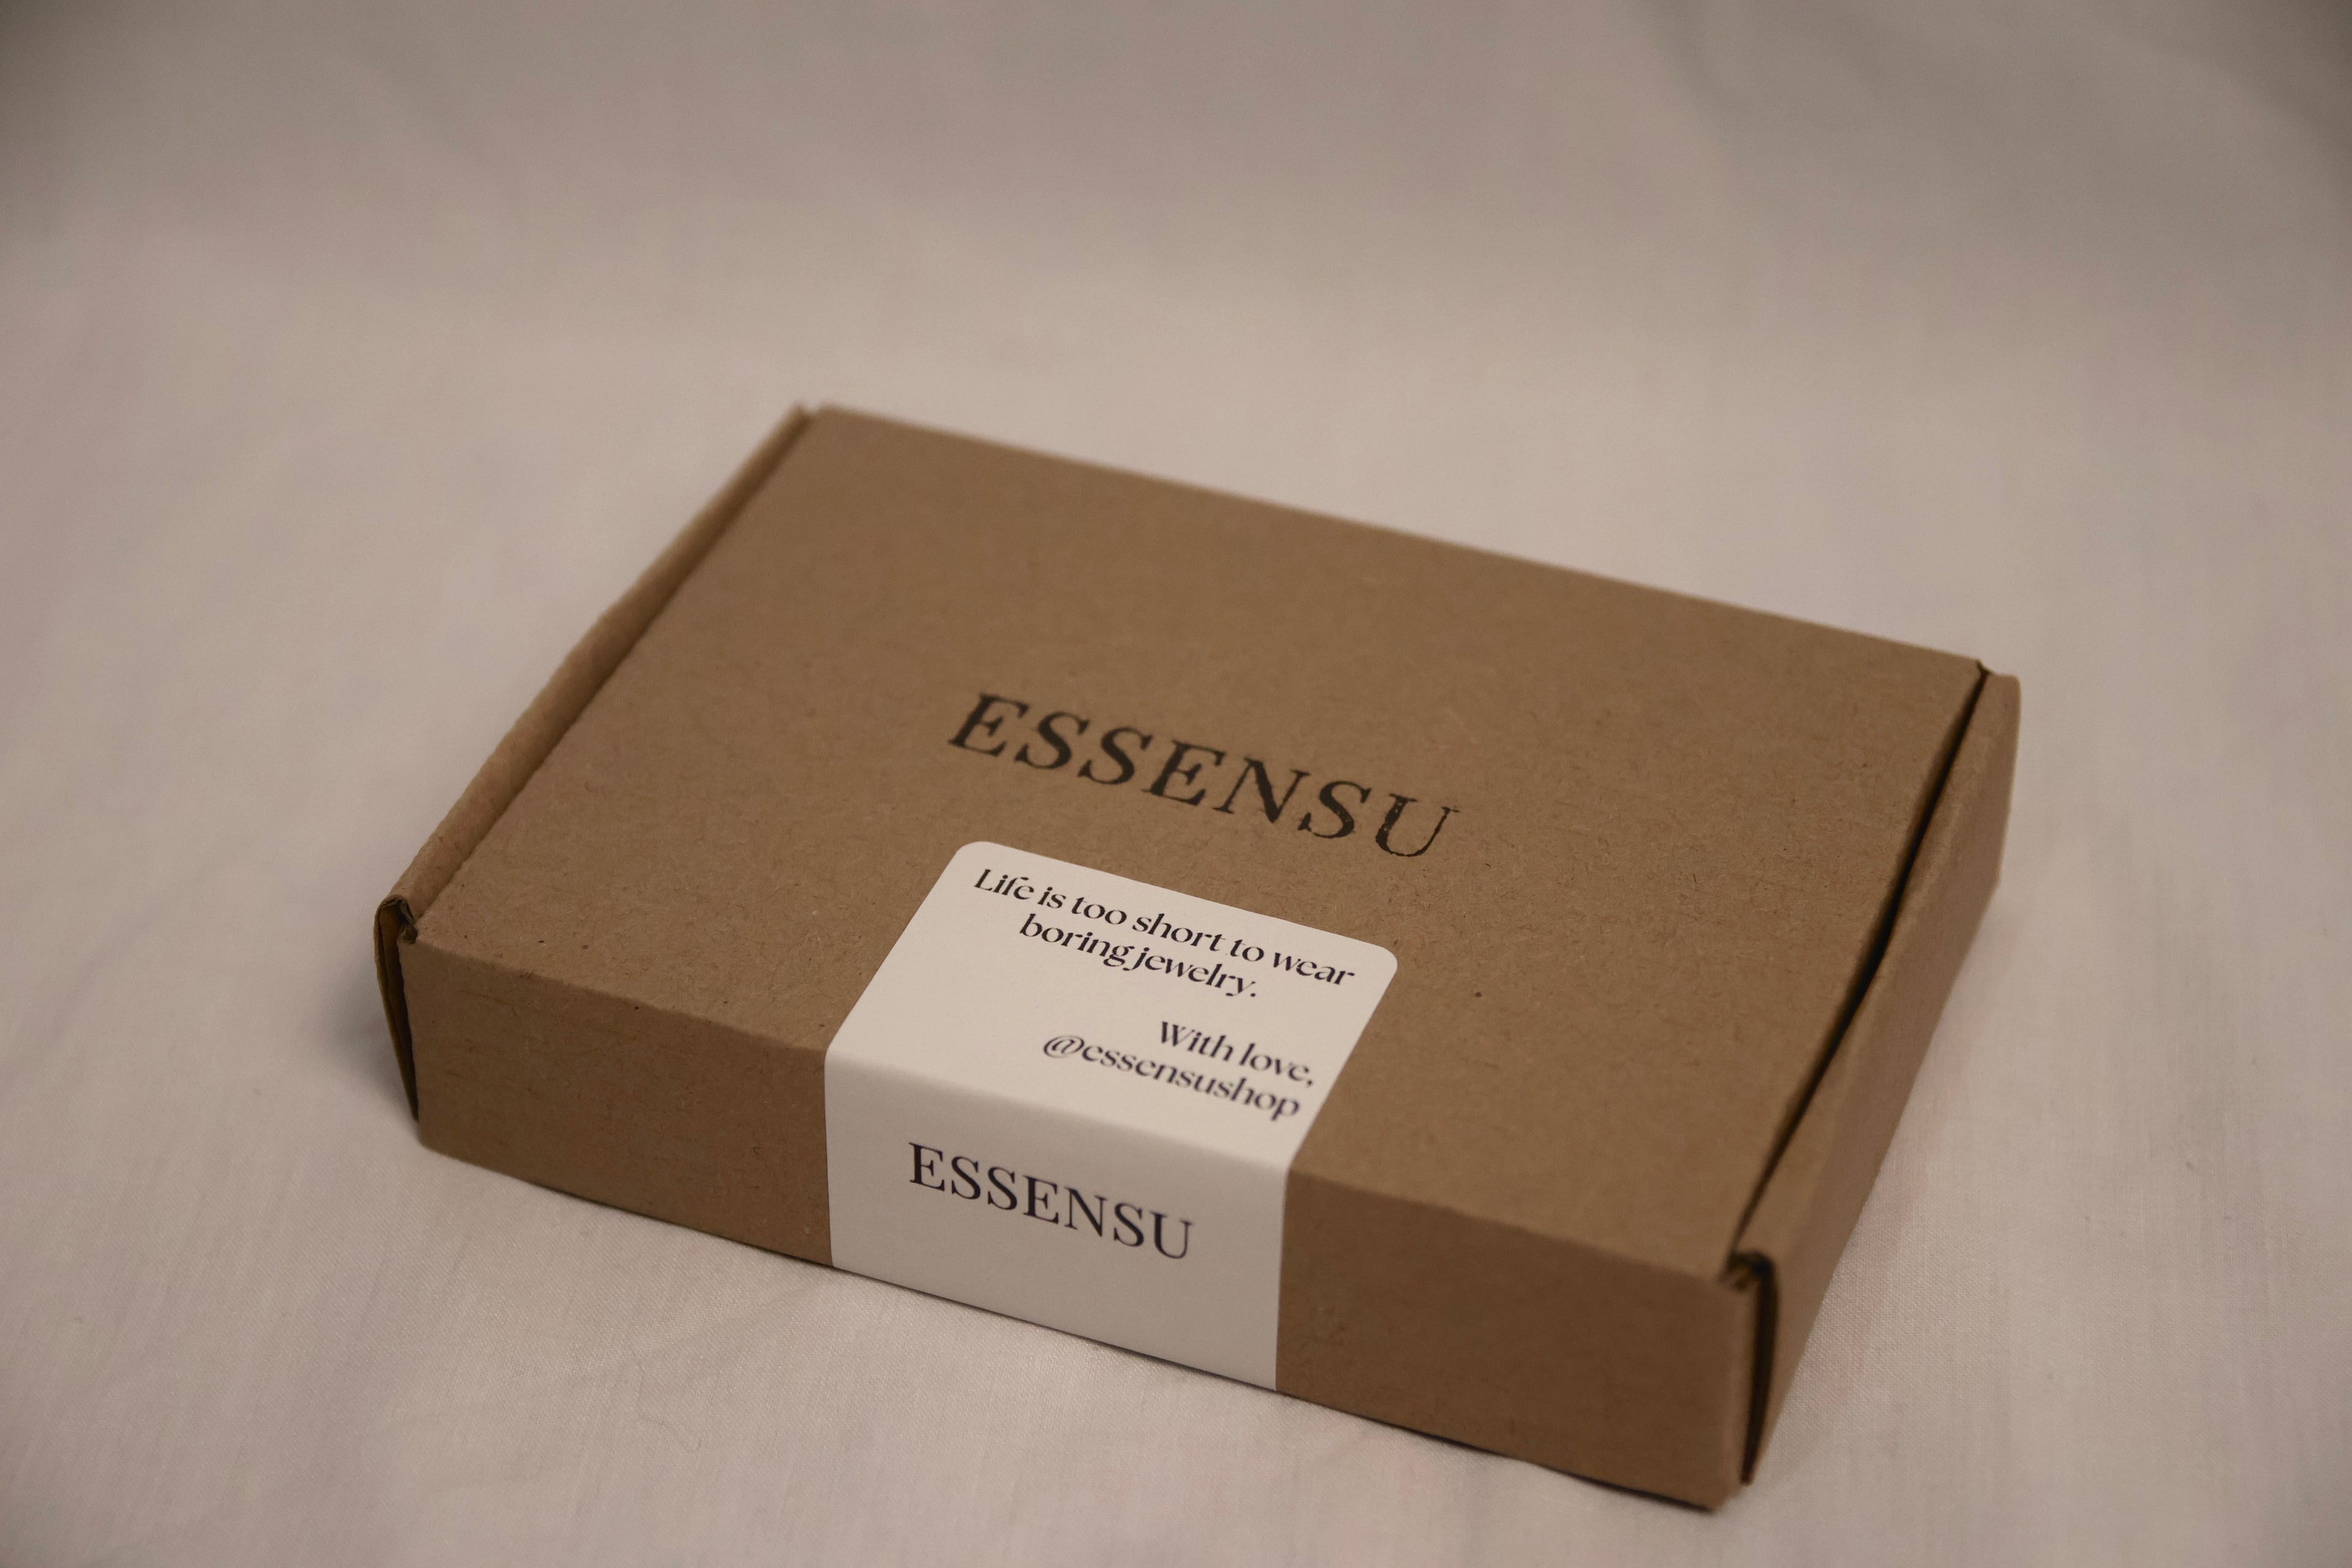 ESSENSU
Life is too short to wear
boring jewelry.
With love,
@essensushop
ESSENSU